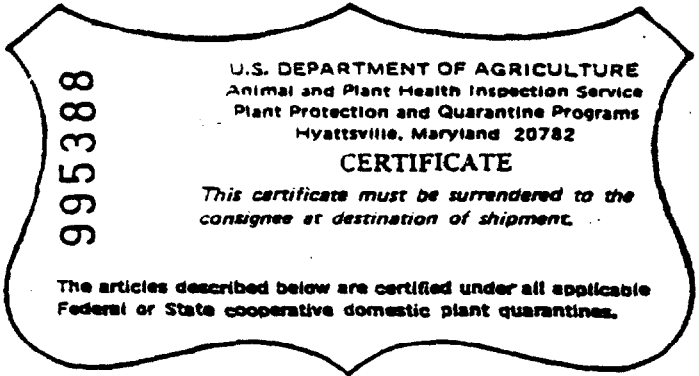 995388
U.S. DEPARTMENT OF AGRICULTURE
Animal and Plant Health Inspection Service
Plant Protection and Quarantine Programs
Hyattsville, Maryland 20782
CERTIFICATE
This certificate must be surrendered to the
consignee at destination of shipment.
The articles described below are certified under all applicable
Federal or State cooperative domestic plant quarantines.